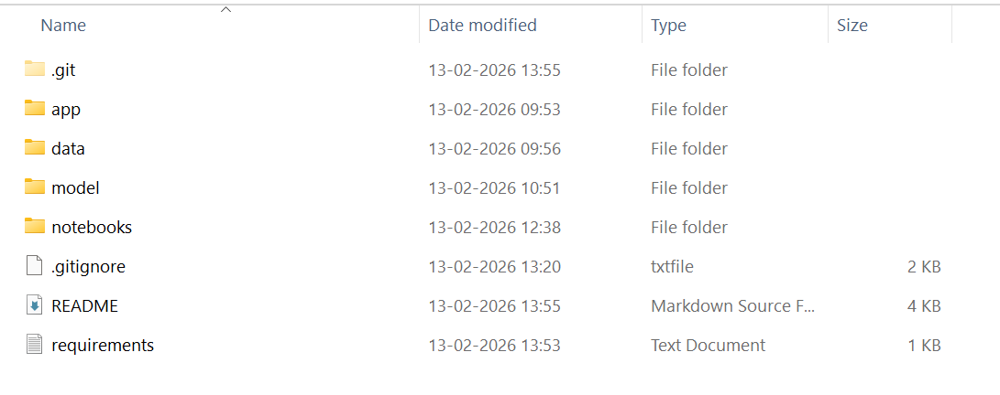 Name Date modified Type Size
.git 13-02-2026 13:55 File folder
app 13-02-2026 09:53 File folder
data 13-02-2026 09:56 File folder
model 13-02-2026 10:51 File folder
notebooks 13-02-2026 12:38 File folder
.gitignore 13-02-2026 13:20 txtfile 2 KB
README 13-02-2026 13:55 Markdown Source F... 4 KB
requirements 13-02-2026 13:53 Text Document 1 KB